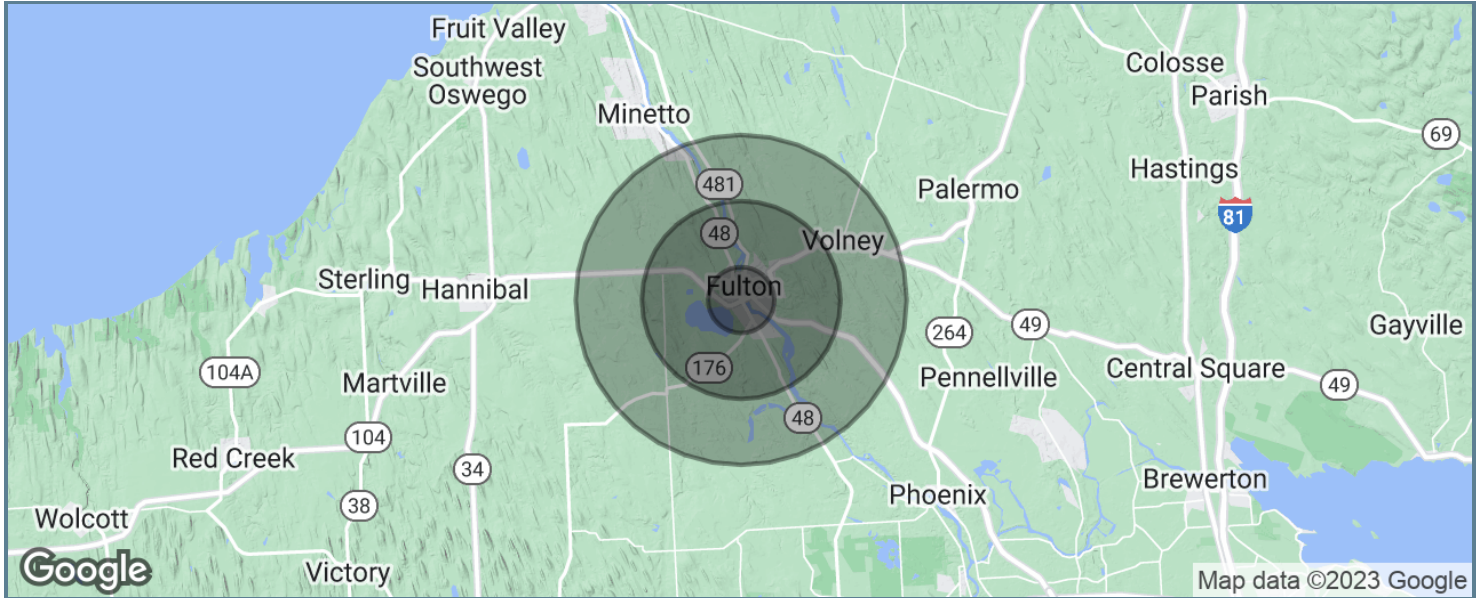 Fruit Valley
Southwest
Oswego
Colosse
Parish
Minetto
69
Hastings
481
Palermo
81
48
Volney
Sterling
Hannibal
Fulton
264
49
Gayville
104A
176
Martville
Pennellville
Central Square
49
48
104
Red Creek
34
Brewerton
Phoenix
38
Wolcott
Google
Victory
Map data ©2023 Google